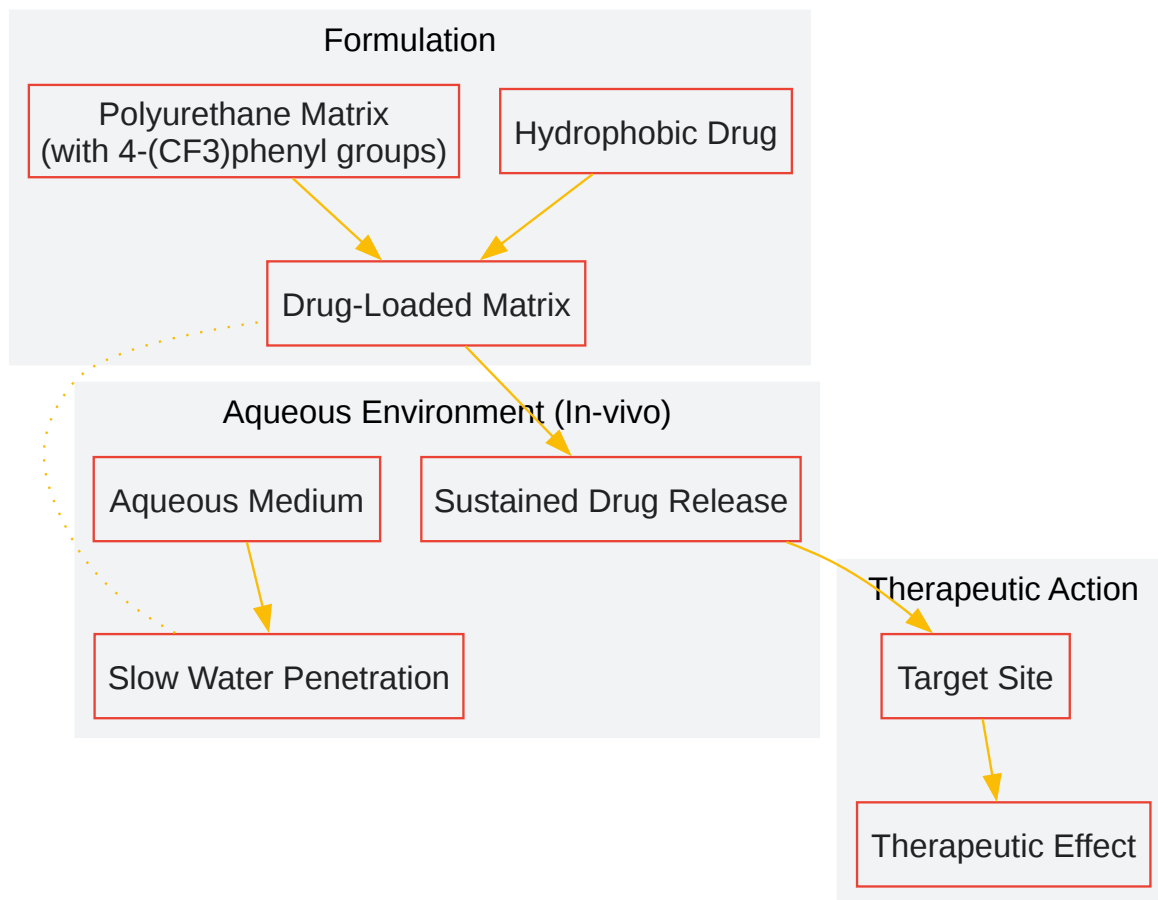 Formulation
Polyurethane Matrix
(with 4-(CF3)phenyl groups)
Hydrophobic Drug
Drug-Loaded Matrix
Aqueous Environment (In-vivo)
Aqueous Medium
Sustained Drug Release
Slow Water Penetration
Therapeutic Action
Target Site
Therapeutic Effect